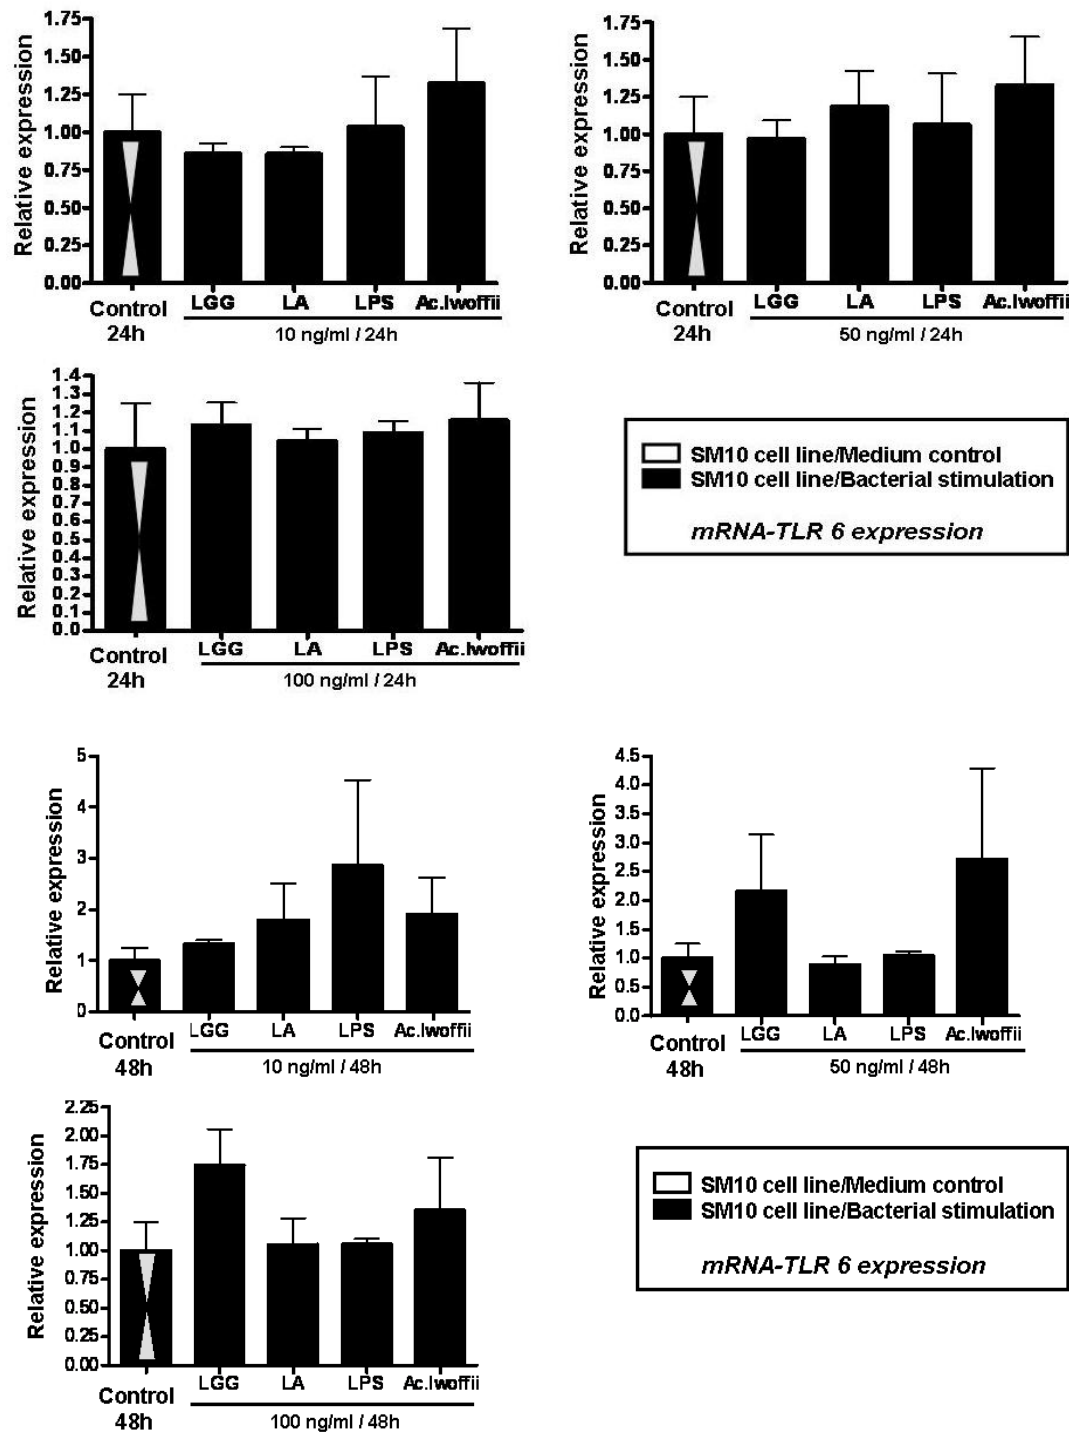 Relative expression
1.75
1.50
1.25
1.00
0.75
0.50
0.25
0.00
Control
24h
LGG LA LPS Ac.lwoffii
10 ng/ml / 24h
Relative expression
1.75
1.50
1.25
1.00
0.75
0.50
0.25
0.00
Control
24h
LGG LA LPS Ac.lwoffii
50 ng/ml / 24h
Relative expression
1.4
1.3
1.2
1.1
1.0
0.9
0.8
0.7
0.6
0.5
0.4
0.3
0.2
0.1
0.0
Control
24h
LGG LA LPS Ac.lwoffii
100 ng/ml / 24h
SM10 cell line/Medium control
SM10 cell line/Bacterial stimulation
mRNA-TLR 6 expression
Relative expression
5
4
3
2
1
0
Control
48h
LGG LA LPS Ac.lwoffii
10 ng/ml / 48h
Relative expression
4.5
4.0
3.5
3.0
2.5
2.0
1.5
1.0
0.5
0.0
Control
48h
LGG LA LPS Ac.lwoffii
50 ng/ml / 48h
Relative expression
2.25
2.00
1.75
1.50
1.25
1.00
0.75
0.50
0.25
0.00
Control
48h
LGG LA LPS Ac.lwoffii
100 ng/ml / 48h
SM10 cell line/Medium control
SM10 cell line/Bacterial stimulation
mRNA-TLR 6 expression